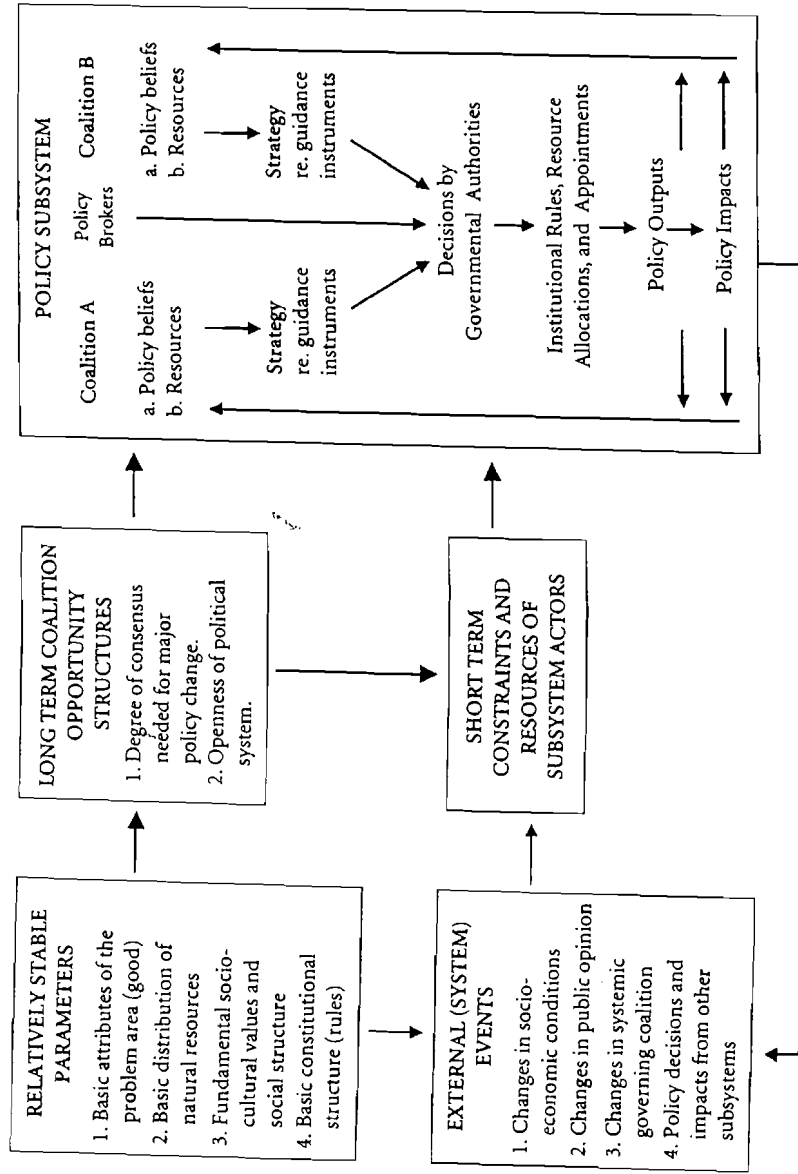 RELATIVELY STABLE
PARAMETERS
1. Basic attributes of the
problem area (good)
2. Basic distribution of
natural resources
3. Fundamental socio-
cultural values and
social structure
4. Basic constitutional
structure (rules)
LONG TERM COALITION
OPPORTUNITY
STRUCTURES
1. Degree of consensus
needed for major
policy change.
2. Openness of political
system.
POLICY SUBSYSTEM
Coalition A
a. Policy beliefs
b. Resources
Policy
Brokers
Coalition B
a. Policy beliefs
b. Resources
Strategy
re. guidance
instruments
Strategy
re. guidance
instruments
Decisions by
Governmental Authorities
Institutional Rules, Resource
Allocations, and Appointments
Policy Outputs
Policy Impacts
EXTERNAL (SYSTEM)
EVENTS
1. Changes in socio-
economic conditions
2. Changes in public opinion
3. Changes in systemic
governing coalition
4. Policy decisions and
impacts from other
subsystems
SHORT TERM
CONSTRAINTS AND
RESOURCES OF
SUBSYSTEM ACTORS